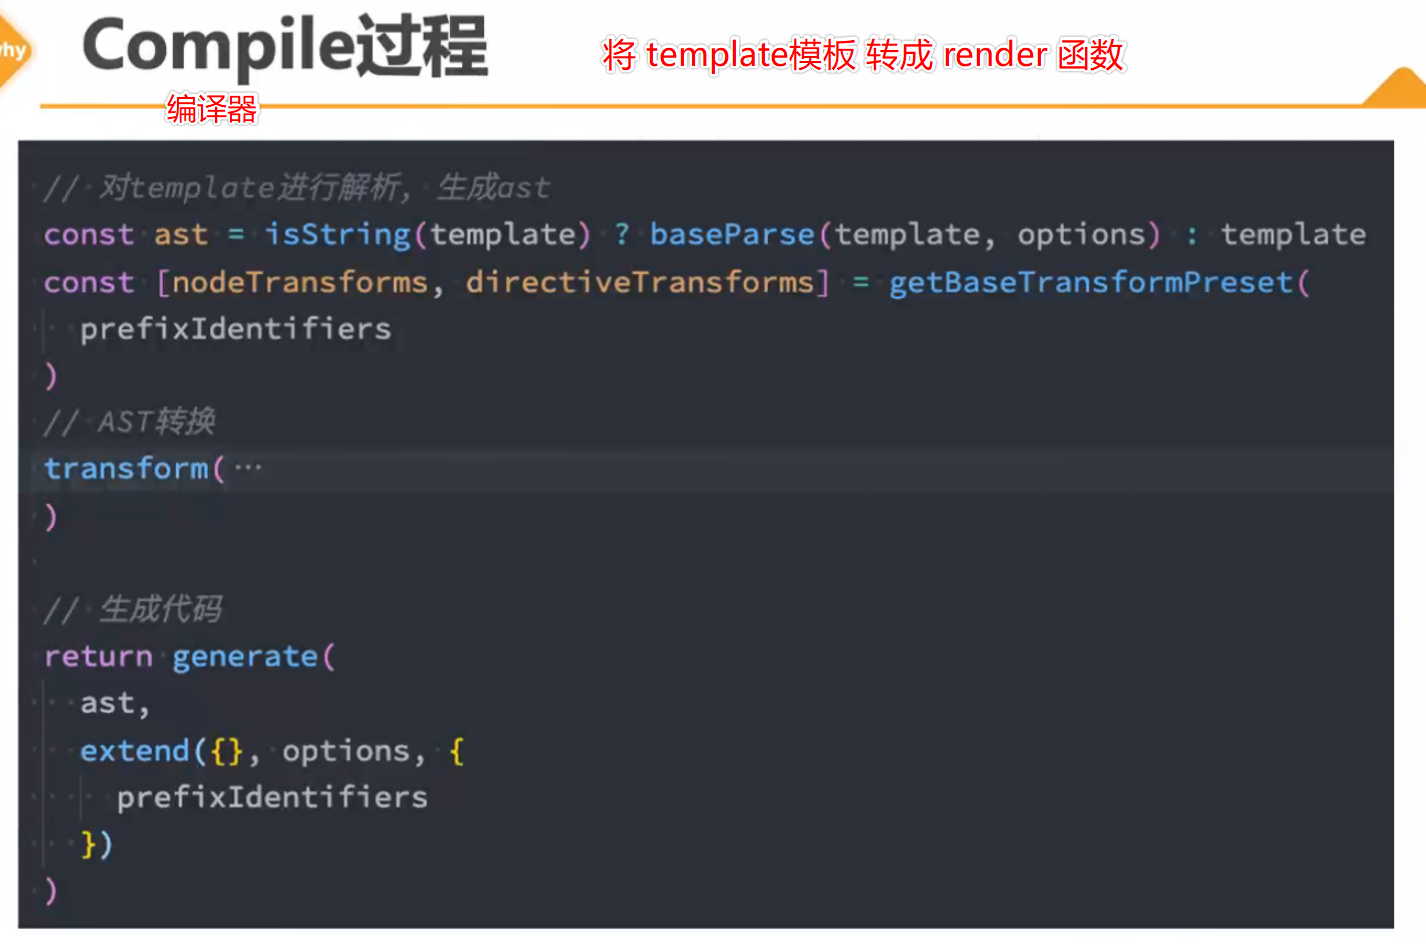 hy
Compile过程
将 template模板 转成 render 函数
编译器
// 对template进行解析，生成ast
const ast = isString(template) ? baseParse(template, options) : template
const [nodeTransforms, directiveTransforms] = getBaseTransformPreset(
prefixIdentifiers
)
// AST转换
transform(···
)
// 生成代码
return generate(
ast,
extend({}, options, {
prefixIdentifiers
})
)